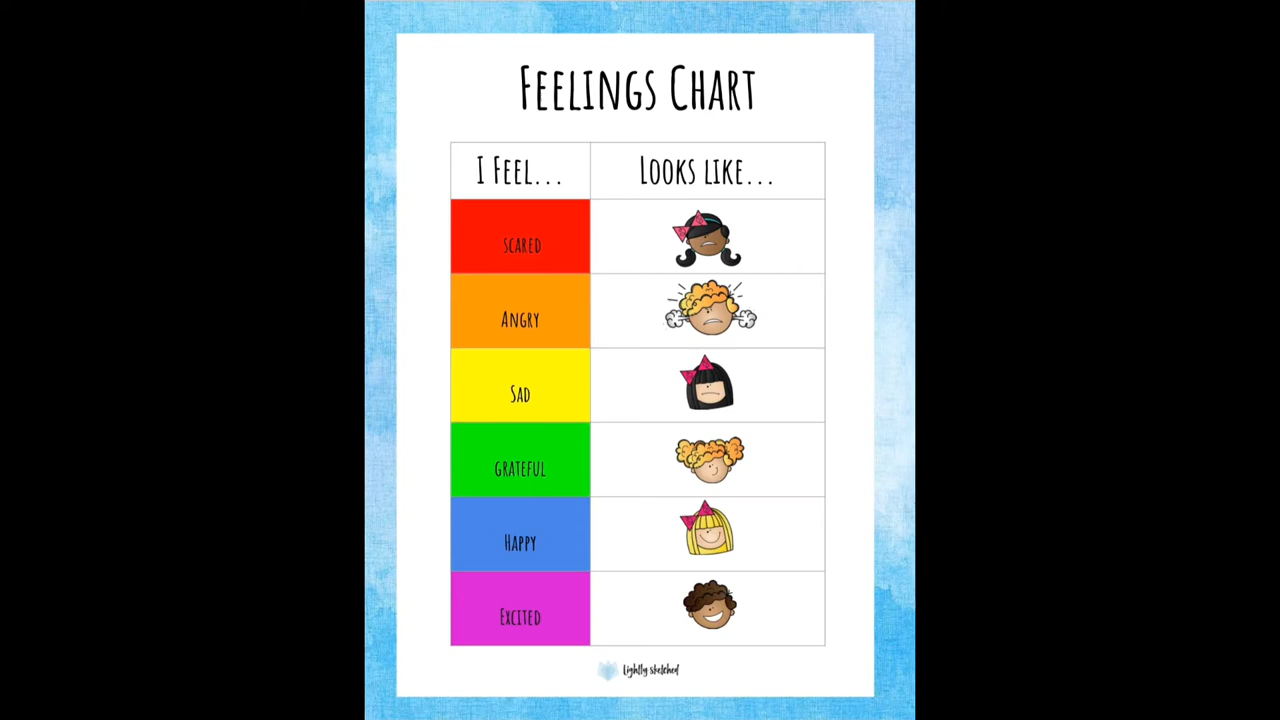 Feelings Chart
I Feel...
Looks like...
scared
Angry
Sad
grateful
Happy
Excited
Lightly sketched